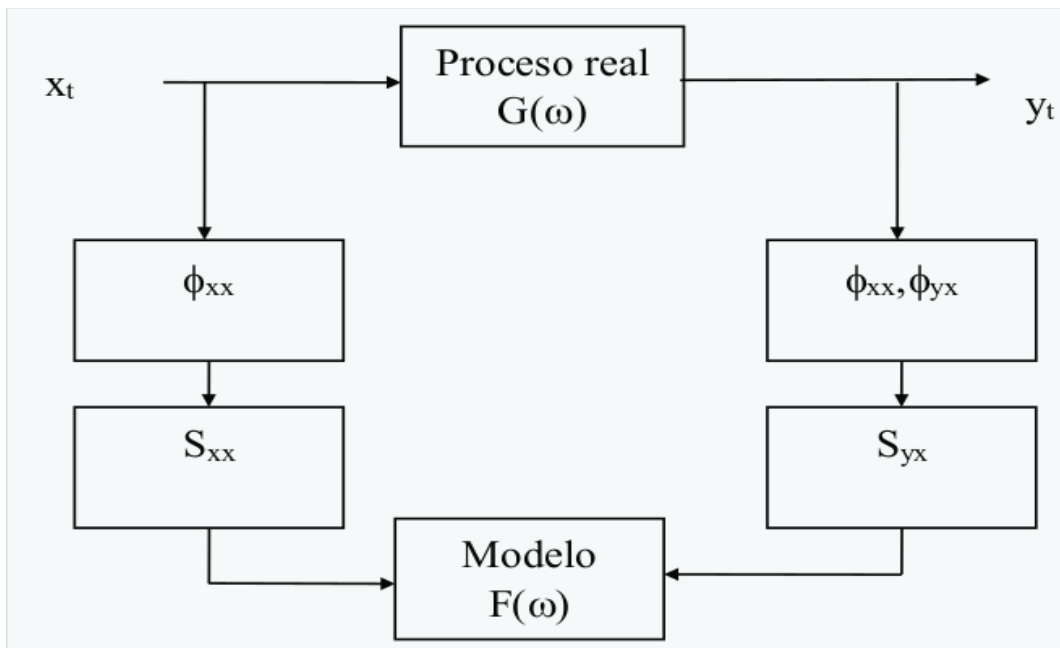 Proceso real
G(ω)
xₜ
yₜ
ϕₓₓ
ϕₓₓ,ϕyₓ
Sₓₓ
Syₓ
Modelo
F(ω)